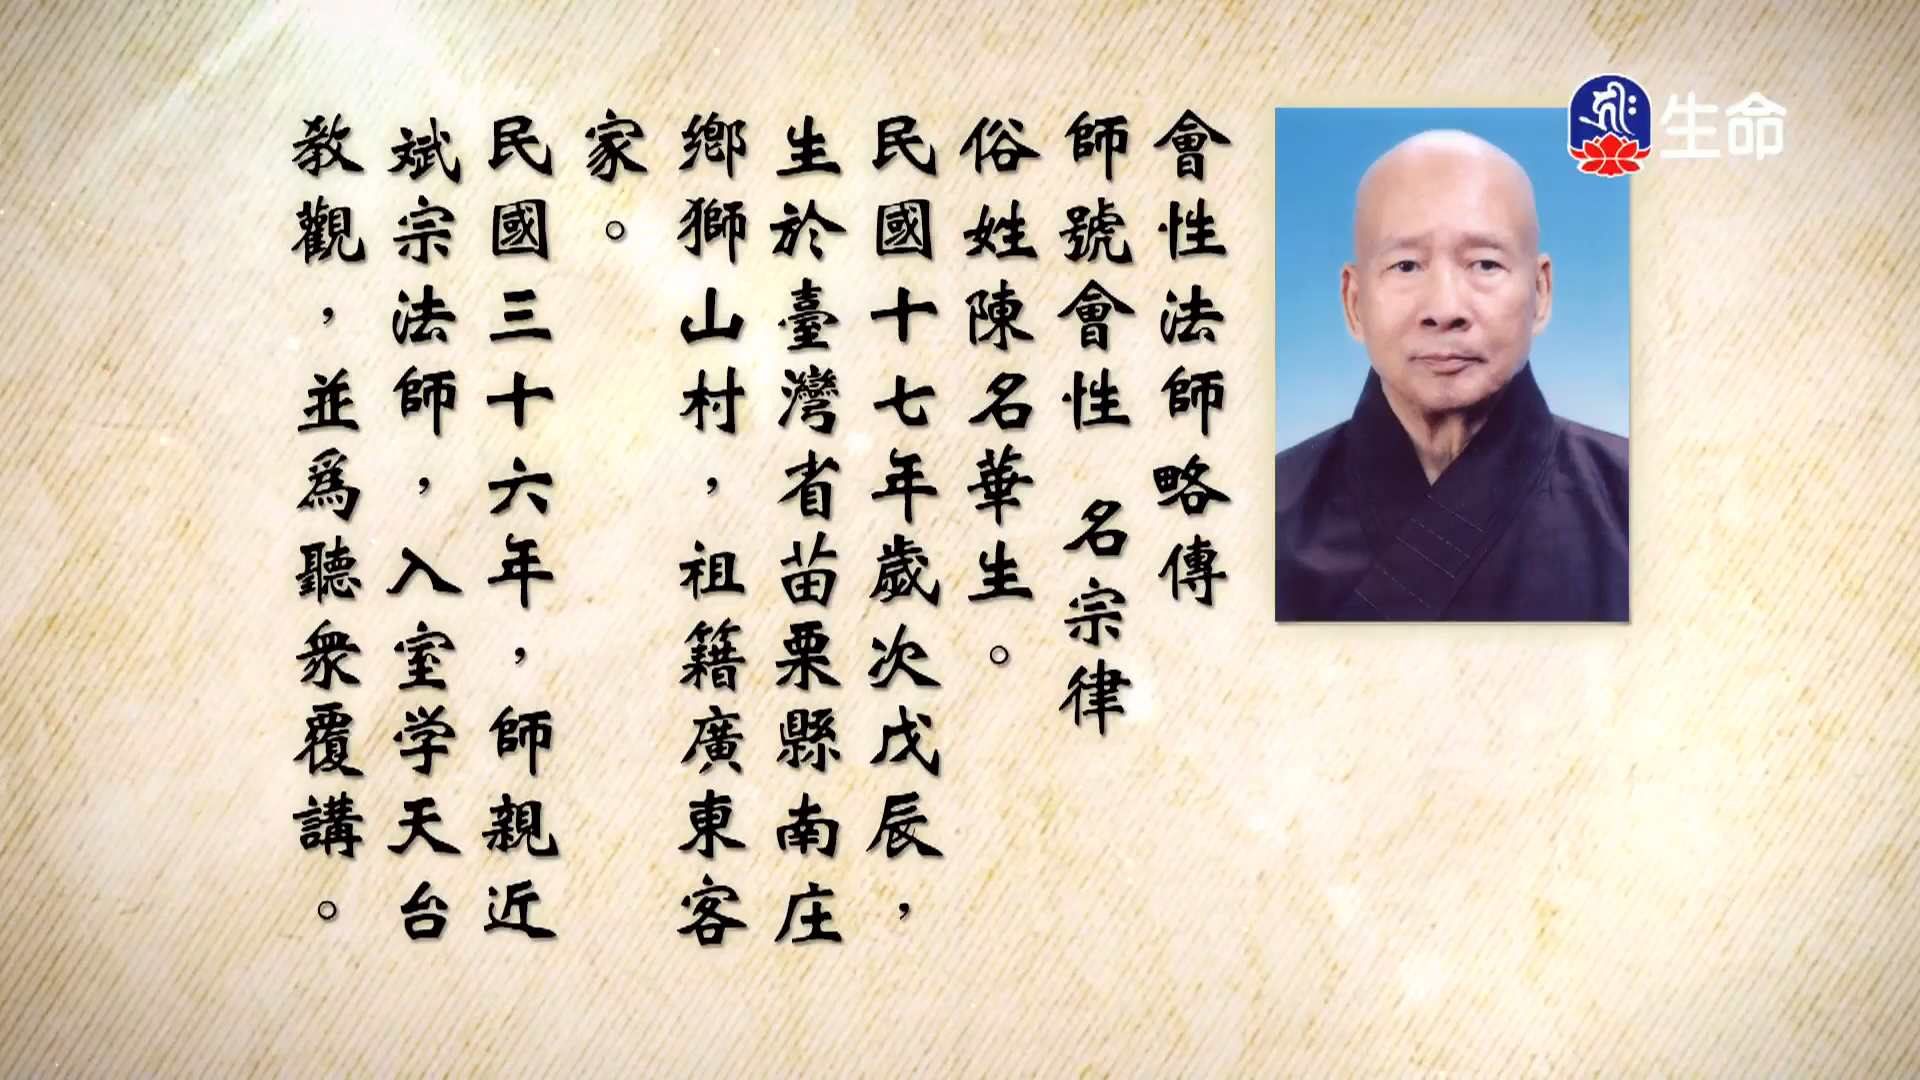 會性法師略傳
師號會性 名宗律
俗姓陳名華生。
民國十七年歲次戊辰，
生於臺灣省苗栗縣南庄
鄉獅山村，祖籍廣東客
家。
民國三十六年，師親近
斌宗法師，入室学天台
教觀，並爲聽衆覆講。
生命